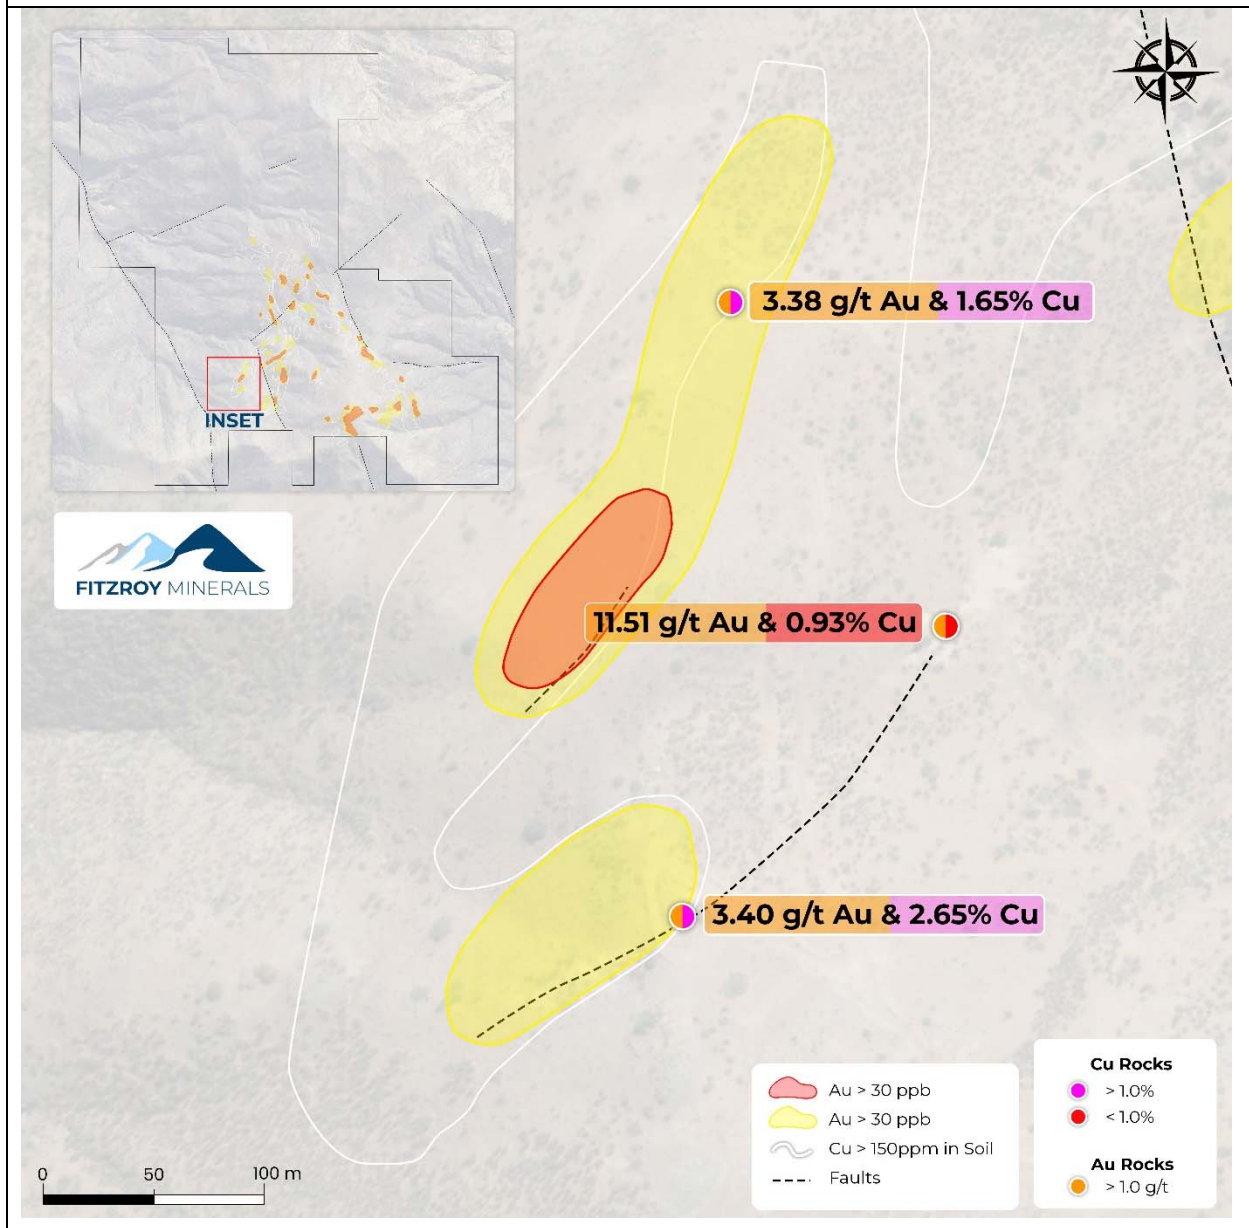 INSET
FITZROY MINERALS
3.38 g/t Au & 1.65% Cu
11.51 g/t Au & 0.93% Cu
3.40 g/t Au & 2.65% Cu
Au > 30 ppb
Au > 30 ppb
Cu > 150ppm in Soil
Faults
Cu Rocks
> 1.0%
< 1.0%
Au Rocks
> 1.0 g/t
0 50 100 m